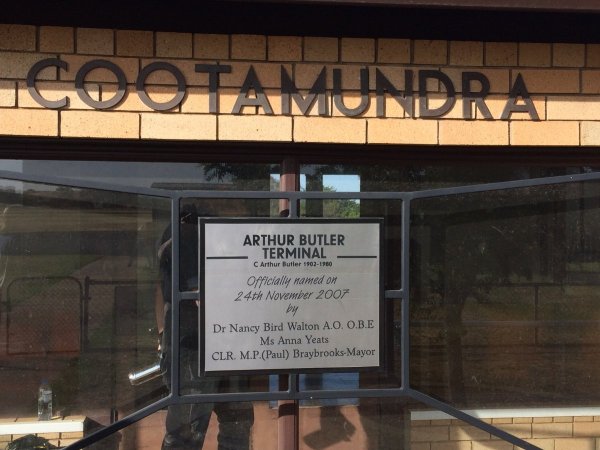 COOTAMUNDRA
ARTHUR BUTLER
TERMINAL
C Arthur Butler 1902-1980
Officially named on
24th November 2007
by
Dr Nancy Bird Walton A.O. O.B.E
Ms Anna Yeats
CLR. M.P.(Paul) Braybrooks-Mayor